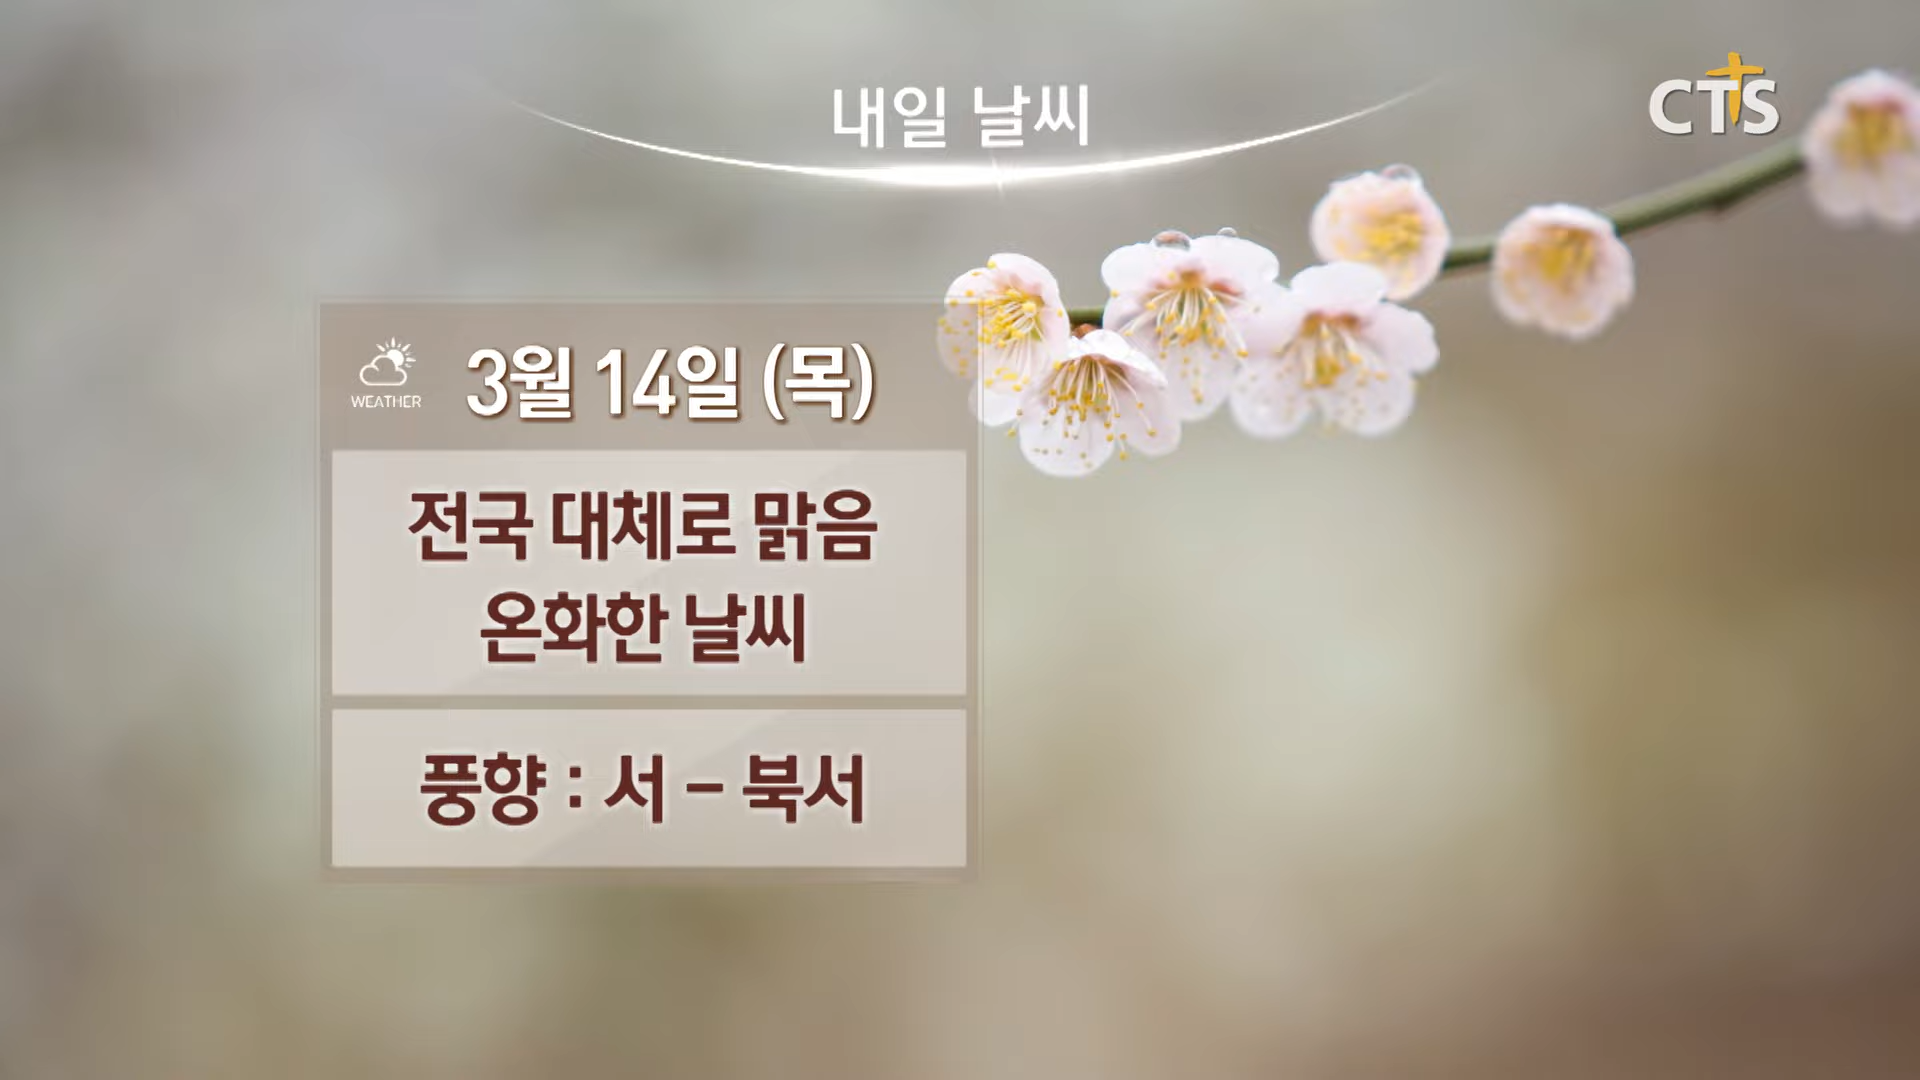 내일 날씨
CTS
WEATHER
3월 14일 (목)
전국 대체로 맑음
온화한 날씨
풍향 : 서 – 북서